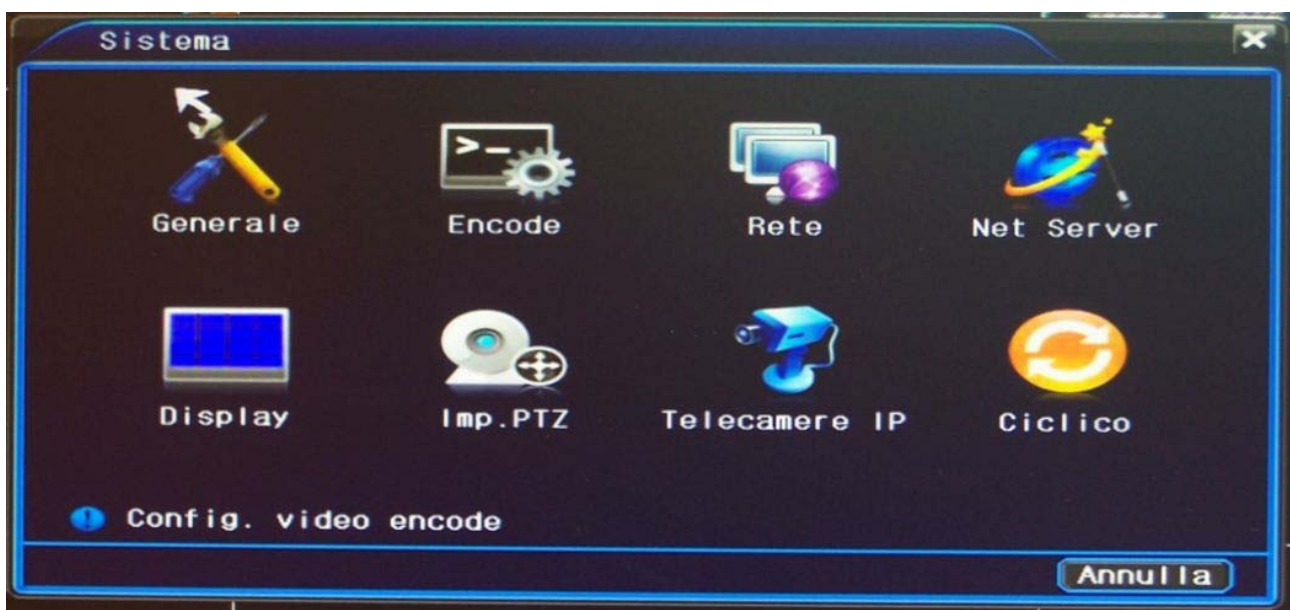 Sistema
Generale
Encode
Rete
Net Server
Display
Imp.PTZ
Telecamere IP
Ciclico
Config. video encode
Annulla